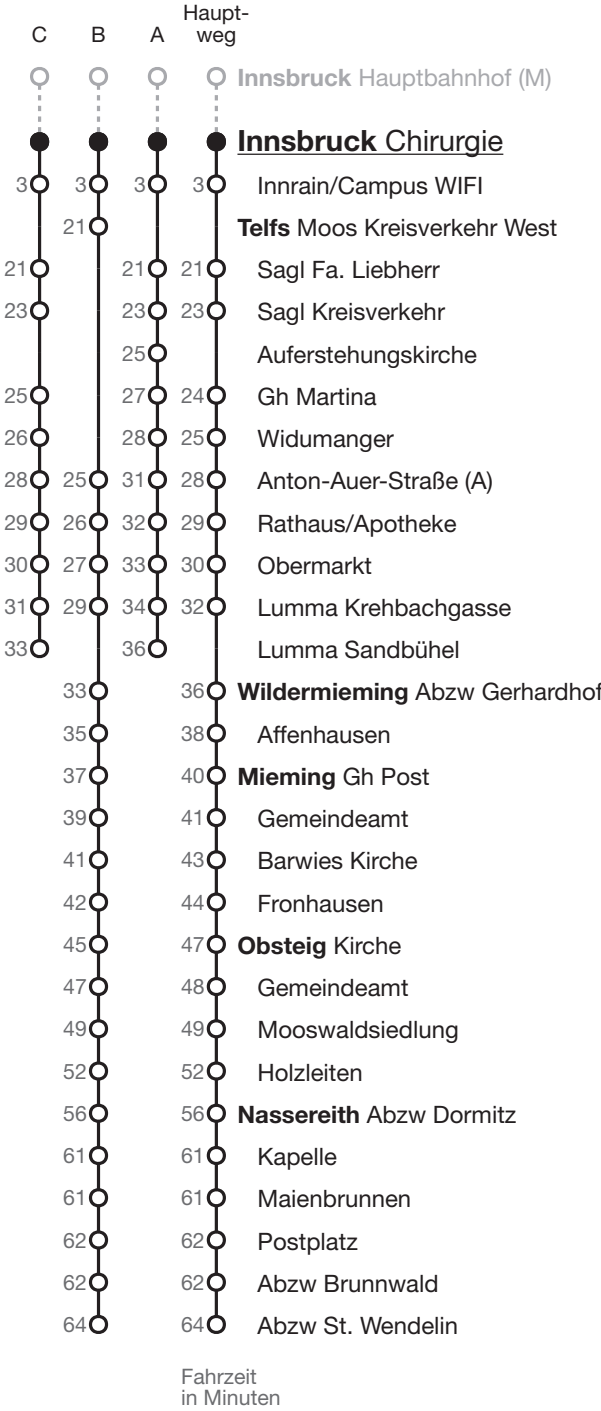 C B A Haupt-
weg
Innsbruck Hauptbahnhof (M)
Innsbruck Chirurgie
3 3 3 3 Innrain/Campus WIFI
21 Telfs Moos Kreisverkehr West
21 21 21 Sagl Fa. Liebherr
23 23 23 Sagl Kreisverkehr
25 Auferstehungskirche
25 27 24 Gh Martina
26 28 25 Widumanger
28 25 31 28 Anton-Auer-Straße (A)
29 26 32 29 Rathaus/Apotheke
30 27 33 30 Obermarkt
31 29 34 32 Lumma Krehbachgasse
33 36 Lumma Sandbühel
33 36 Wildermieming Abzw Gerhardhof
35 38 Affenhausen
37 40 Mieming Gh Post
39 41 Gemeindeamt
41 43 Barwies Kirche
42 44 Fronhausen
45 47 Obsteig Kirche
47 48 Gemeindeamt
49 49 Mooswaldsiedlung
52 52 Holzleiten
56 56 Nassereith Abzw Dormitz
61 61 Kapelle
61 61 Maienbrunnen
62 62 Postplatz
62 62 Abzw Brunnwald
64 64 Abzw St. Wendelin
Fahrzeit
in Minuten